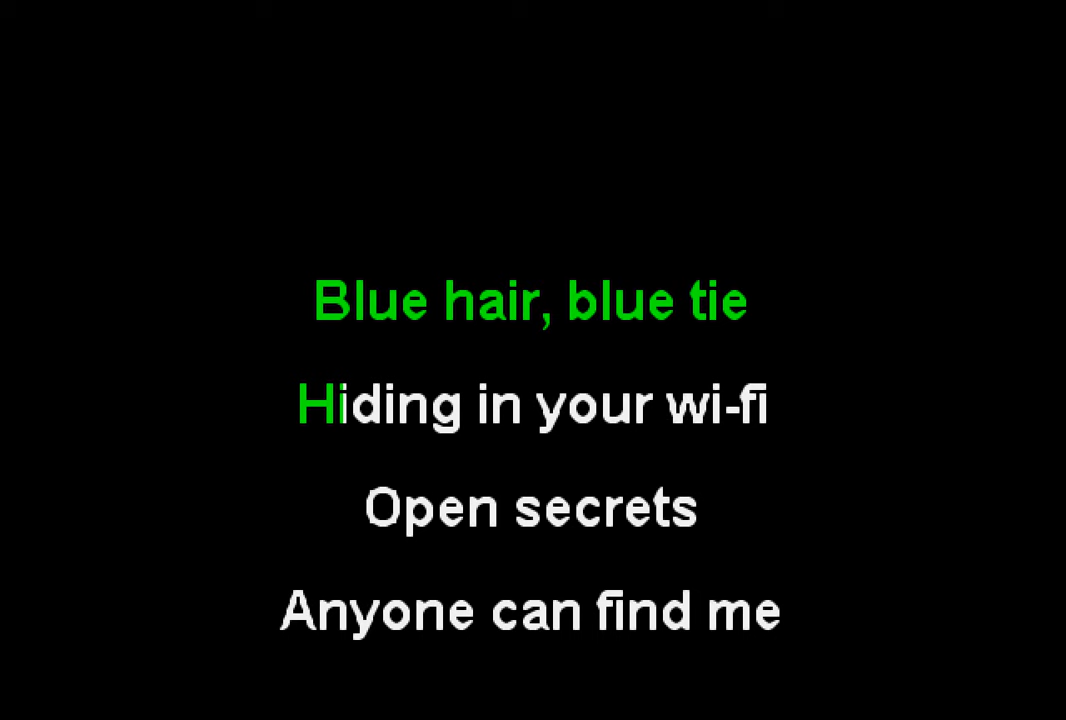 Blue hair, blue tie
Hiding in your wi-fi
Open secrets
Anyone can find me